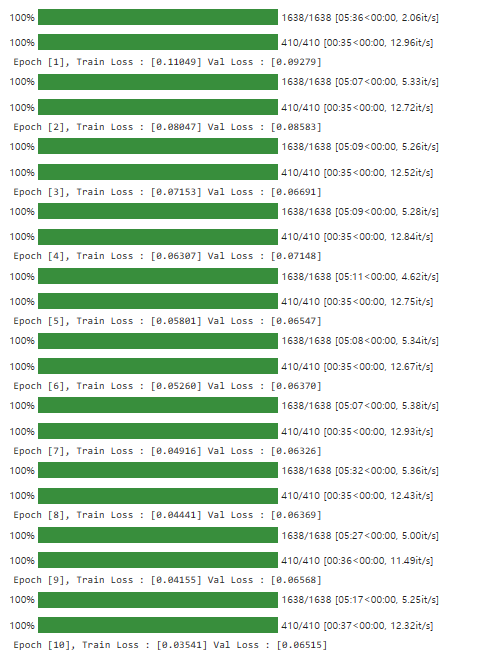 100% 1638/1638 [05:36<00:00, 2.06it/s]
100% 410/410 [00:35<00:00, 12.96it/s]
Epoch [1], Train Loss : [0.11049] Val Loss : [0.09279]
100% 1638/1638 [05:07<00:00, 5.33it/s]
100% 410/410 [00:35<00:00, 12.72it/s]
Epoch [2], Train Loss : [0.08047] Val Loss : [0.08583]
100% 1638/1638 [05:09<00:00, 5.26it/s]
100% 410/410 [00:35<00:00, 12.52it/s]
Epoch [3], Train Loss : [0.07153] Val Loss : [0.06691]
100% 1638/1638 [05:09<00:00, 5.28it/s]
100% 410/410 [00:35<00:00, 12.84it/s]
Epoch [4], Train Loss : [0.06307] Val Loss : [0.07148]
100% 1638/1638 [05:11<00:00, 4.62it/s]
100% 410/410 [00:35<00:00, 12.75it/s]
Epoch [5], Train Loss : [0.05801] Val Loss : [0.06547]
100% 1638/1638 [05:08<00:00, 5.34it/s]
100% 410/410 [00:35<00:00, 12.67it/s]
Epoch [6], Train Loss : [0.05260] Val Loss : [0.06370]
100% 1638/1638 [05:07<00:00, 5.38it/s]
100% 410/410 [00:35<00:00, 12.93it/s]
Epoch [7], Train Loss : [0.04916] Val Loss : [0.06326]
100% 1638/1638 [05:32<00:00, 5.36it/s]
100% 410/410 [00:35<00:00, 12.43it/s]
Epoch [8], Train Loss : [0.04441] Val Loss : [0.06369]
100% 1638/1638 [05:27<00:00, 5.00it/s]
100% 410/410 [00:36<00:00, 11.49it/s]
Epoch [9], Train Loss : [0.04155] Val Loss : [0.06568]
100% 1638/1638 [05:17<00:00, 5.25it/s]
100% 410/410 [00:37<00:00, 12.32it/s]
Epoch [10], Train Loss : [0.03541] Val Loss : [0.06515]